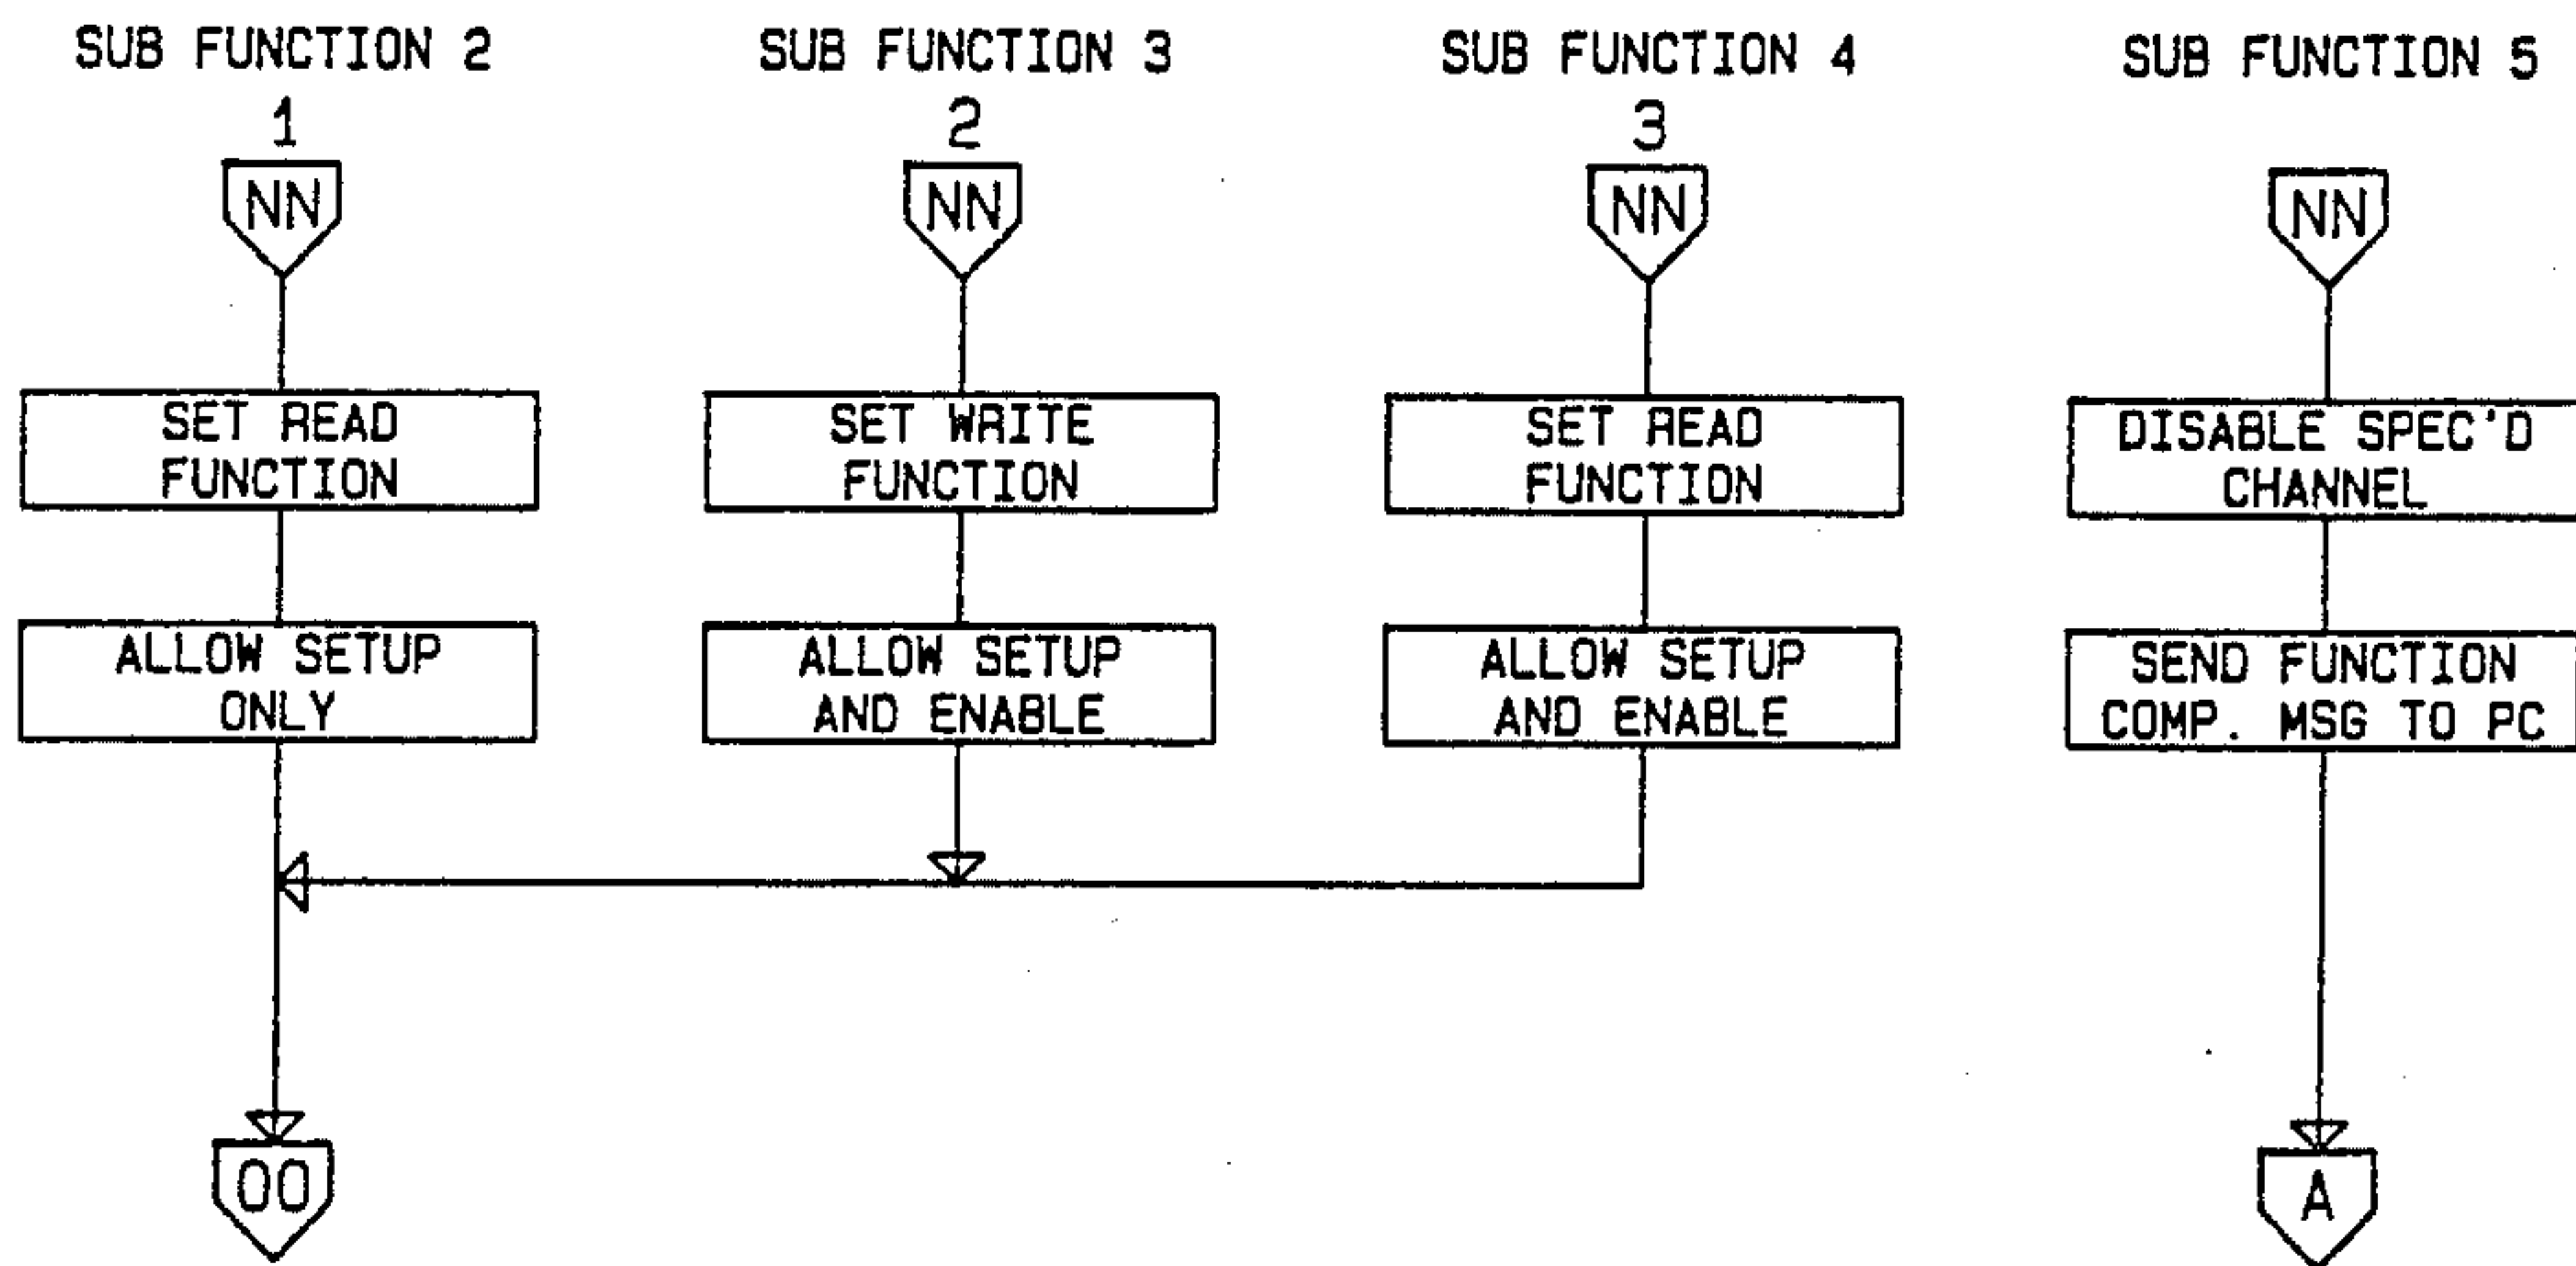 SUB FUNCTION 2
1
NN
SET READ
FUNCTION
ALLOW SETUP
ONLY
OO
SUB FUNCTION 3
2
NN
SET WRITE
FUNCTION
ALLOW SETUP
AND ENABLE
SUB FUNCTION 4
3
NN
SET READ
FUNCTION
ALLOW SETUP
AND ENABLE
SUB FUNCTION 5
NN
DISABLE SPEC'D
CHANNEL
SEND FUNCTION
COMP. MSG TO PC
A